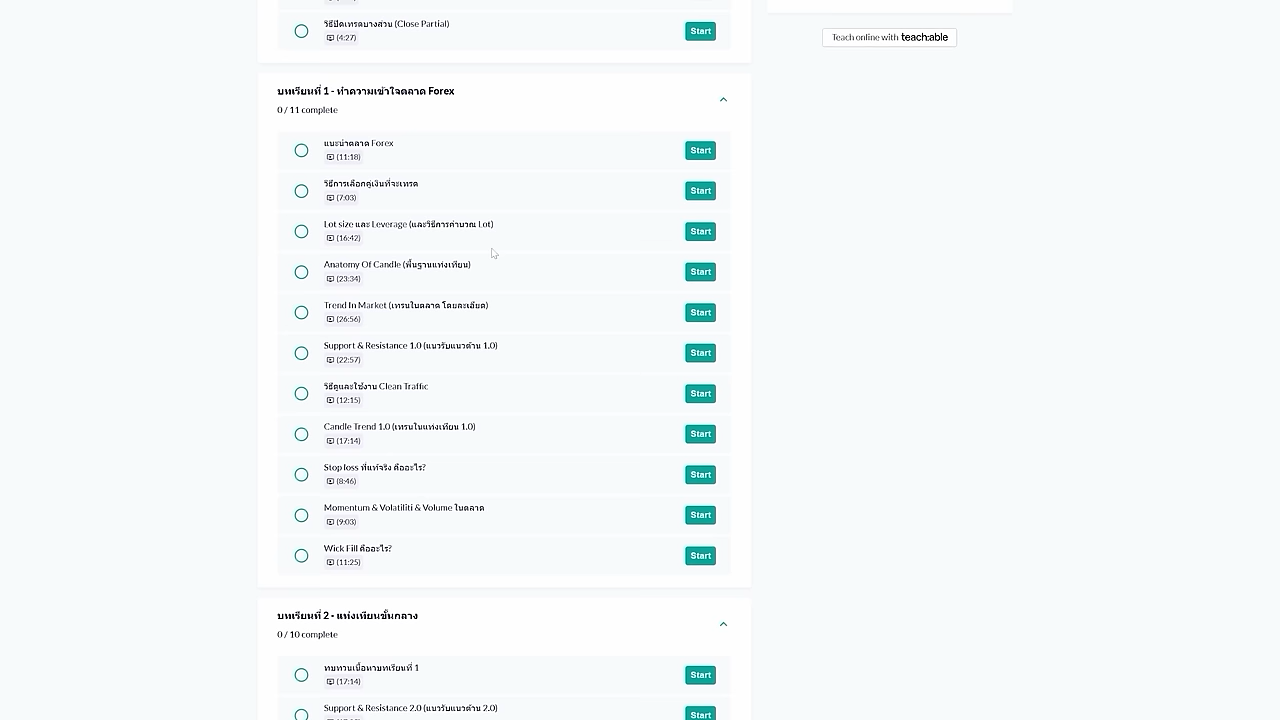 วิธีปิดเทรดบางส่วน (Close Partial)
(4:27)
Start
Teach online with teachable
บทเรียนที่ 1 - ทำความเข้าใจตลาด Forex
0 / 11 complete
แนะนำตลาด Forex
(11:18)
Start
วิธีการเลือกคู่เงินที่จะเทรด
(7:03)
Start
Lot size และ Leverage (และวิธีการคำนวณ Lot)
(16:42)
Start
Anatomy Of Candle (พื้นฐานแท่งเทียน)
(23:34)
Start
Trend In Market (เทรนในตลาด โดยละเอียด)
(26:56)
Start
Support & Resistance 1.0 (แนวรับแนวต้าน 1.0)
(22:57)
Start
วิธีดูและใช้งาน Clean Traffic
(12:15)
Start
Candle Trend 1.0 (เทรนในแท่งเทียน 1.0)
(17:14)
Start
Stop loss ที่แท้จริง คืออะไร?
(8:46)
Start
Momentum & Volatiliti & Volume ในตลาด
(9:03)
Start
Wick Fill คืออะไร?
(11:25)
Start
บทเรียนที่ 2 - แท่งเทียนขั้นกลาง
0 / 10 complete
ทบทวนเนื้อหาบทเรียนที่ 1
(17:14)
Start
Support & Resistance 2.0 (แนวรับแนวต้าน 2.0)
Start